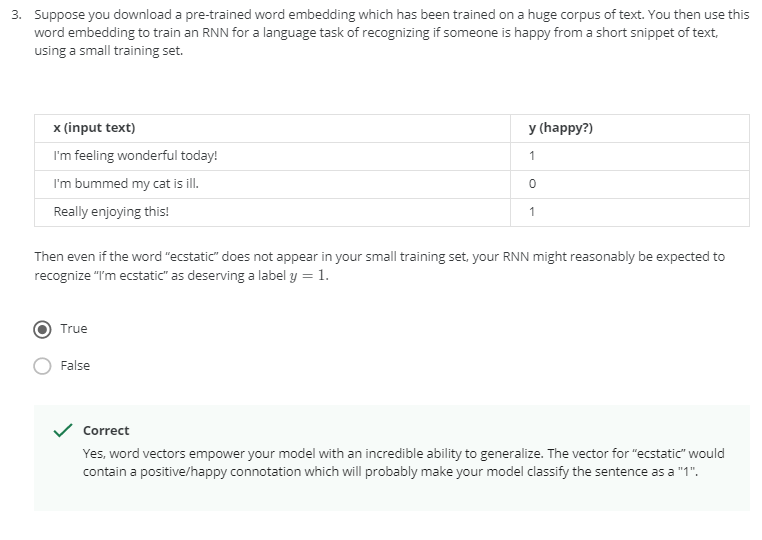 3. Suppose you download a pre-trained word embedding which has been trained on a huge corpus of text. You then use this
word embedding to train an RNN for a language task of recognizing if someone is happy from a short snippet of text,
using a small training set.
x (input text) y (happy?)
I'm feeling wonderful today! 1
I'm bummed my cat is ill. 0
Really enjoying this! 1
Then even if the word "ecstatic" does not appear in your small training set, your RNN might reasonably be expected to
recognize "I'm ecstatic" as deserving a label y = 1.
True
False
Correct
Yes, word vectors empower your model with an incredible ability to generalize. The vector for "ecstatic" would
contain a positive/happy connotation which will probably make your model classify the sentence as a "1".